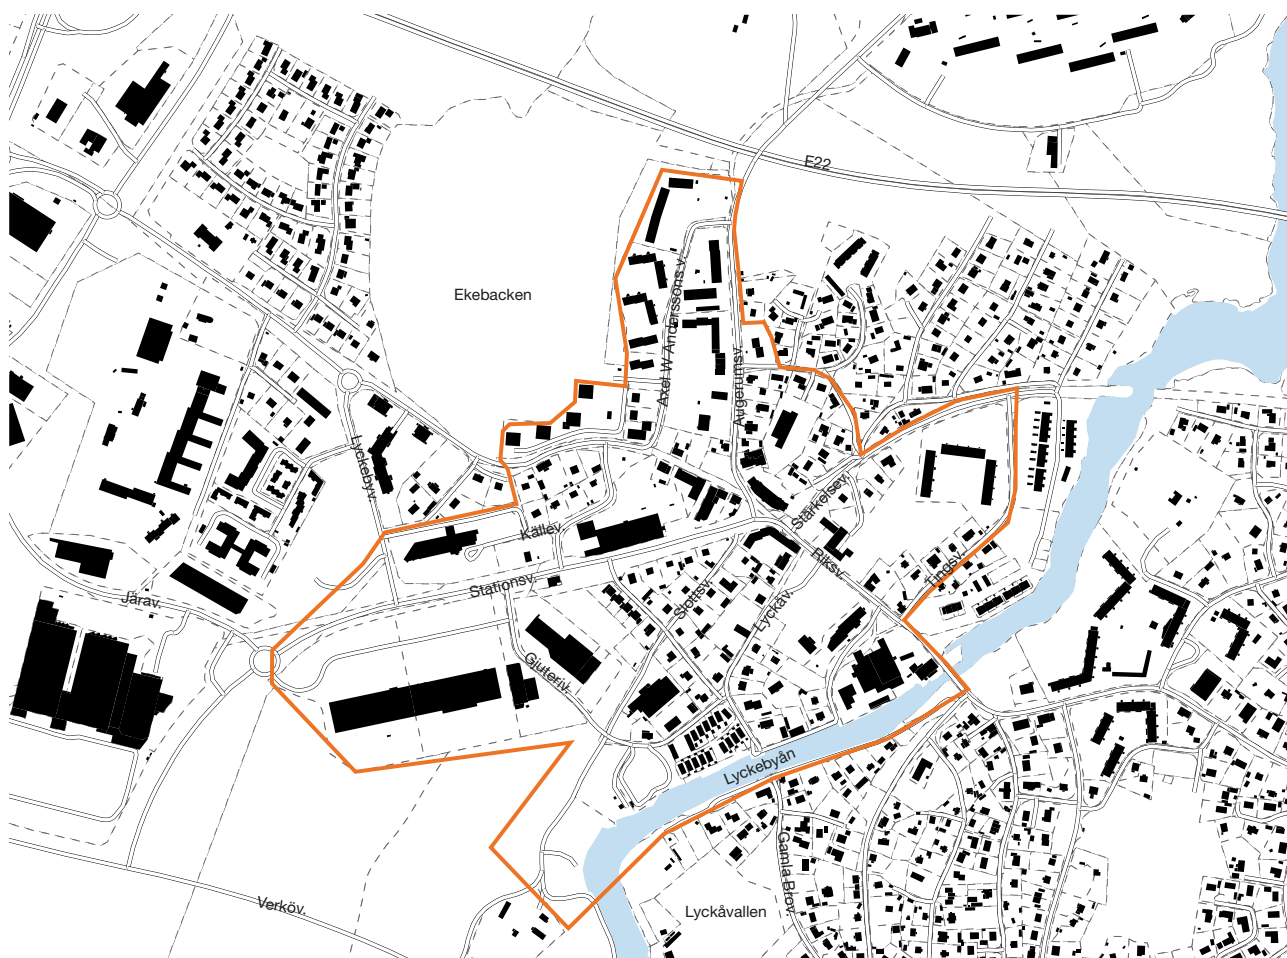 E22
Ekebacken
Axel W Anderssons v.
Augerumsv.
Lyckebyv.
Stärkelsev.
Källev.
Riksv.
Tingsv.
Stationsv.
Slottsv.
Lyckåv.
Järav.
Gjuteriv.
Lyckebyån
Gamla Brov.
Verköv.
Lyckåvallen